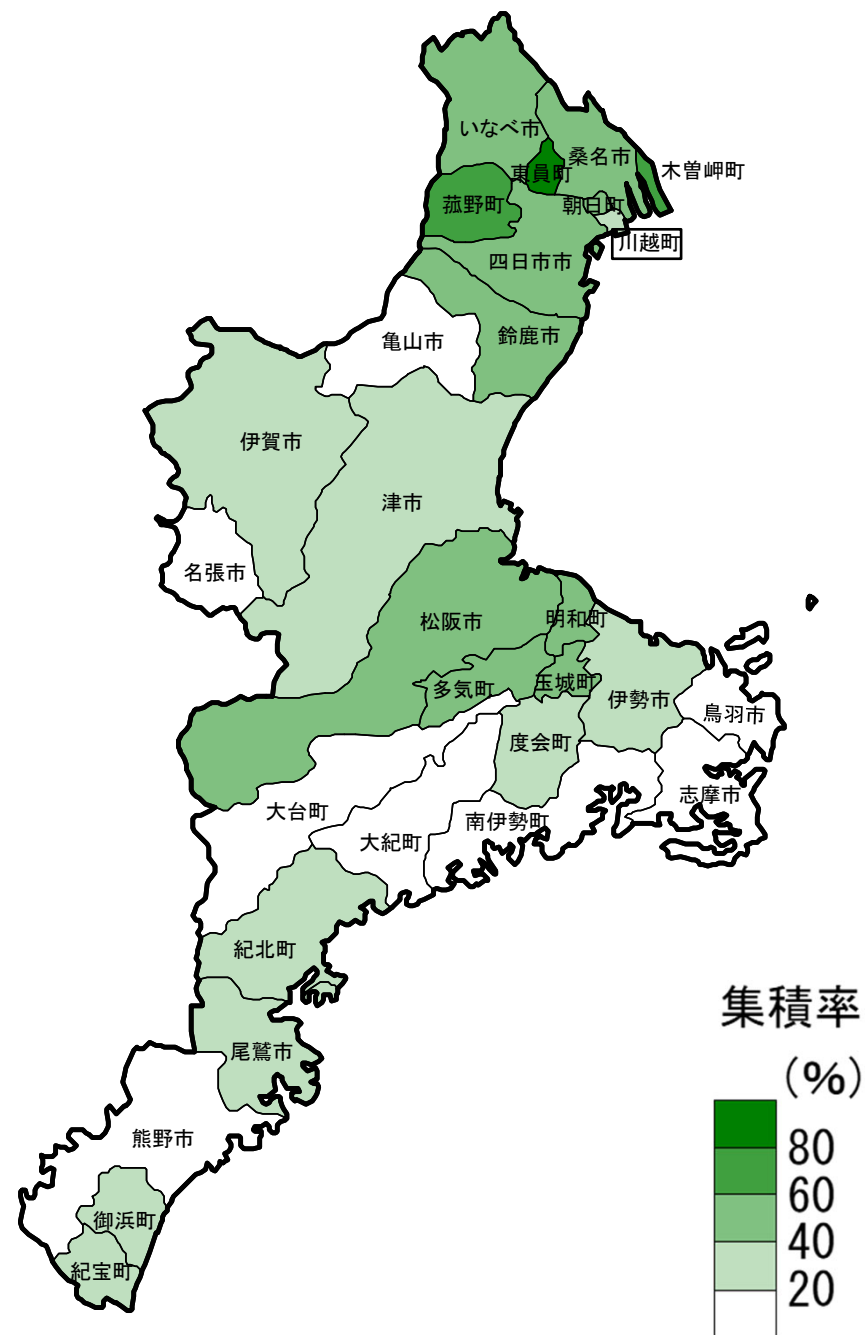 いなべ市
桑名市
東員町
木曽岬町
菰野町
朝日町
川越町
四日市市
鈴鹿市
亀山市
伊賀市
津市
名張市
松阪市
明和町
多気町
玉城町
伊勢市
鳥羽市
度会町
志摩市
大台町
南伊勢町
大紀町
紀北町
尾鷲市
熊野市
御浜町
紀宝町
集積率
(%)
80
60
40
20